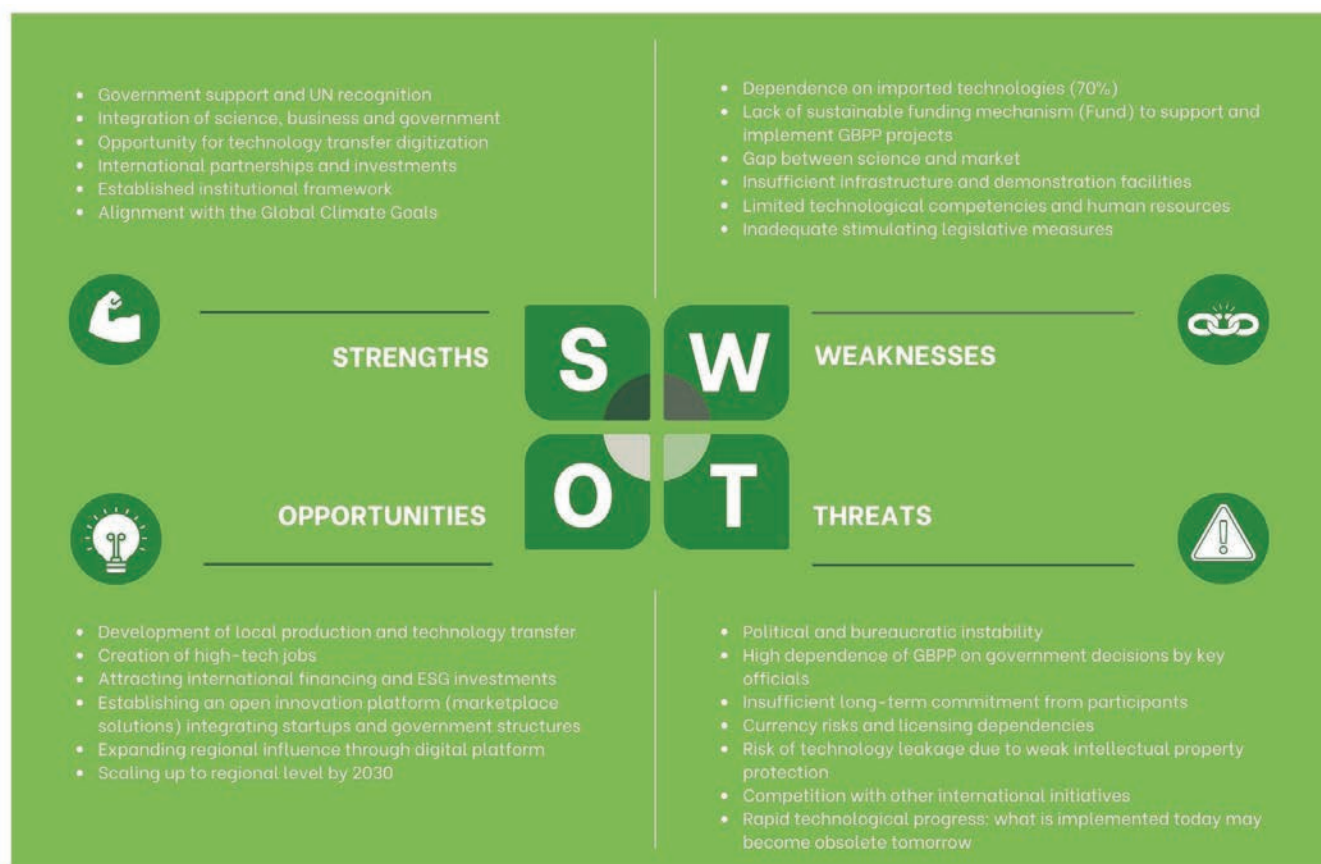 • Government support and UN recognition
• Integration of science, business and government
• Opportunity for technology transfer digitization
• International partnerships and investments
• Established institutional framework
• Alignment with the Global Climate Goals
• Dependence on imported technologies (70%)
• Lack of sustainable funding mechanism (Fund) to support and
implement GBPP projects
• Gap between science and market
• Insufficient infrastructure and demonstration facilities
• Limited technological competencies and human resources
• Inadequate stimulating legislative measures
STRENGTHS
S W
WEAKNESSES
OPPORTUNITIES
O T
THREATS
• Development of local production and technology transfer
• Creation of high-tech jobs
• Attracting international financing and ESG investments
• Establishing an open innovation platform (marketplace
solutions) integrating startups and government structures
• Expanding regional influence through digital platform
• Scaling up to regional level by 2030
• Political and bureaucratic instability
• High dependence of GBPP on government decisions by key
officials
• Insufficient long-term commitment from participants
• Currency risks and licensing dependencies
• Risk of technology leakage due to weak intellectual property
protection
• Competition with other international initiatives
• Rapid technological progress: what is implemented today may
become obsolete tomorrow